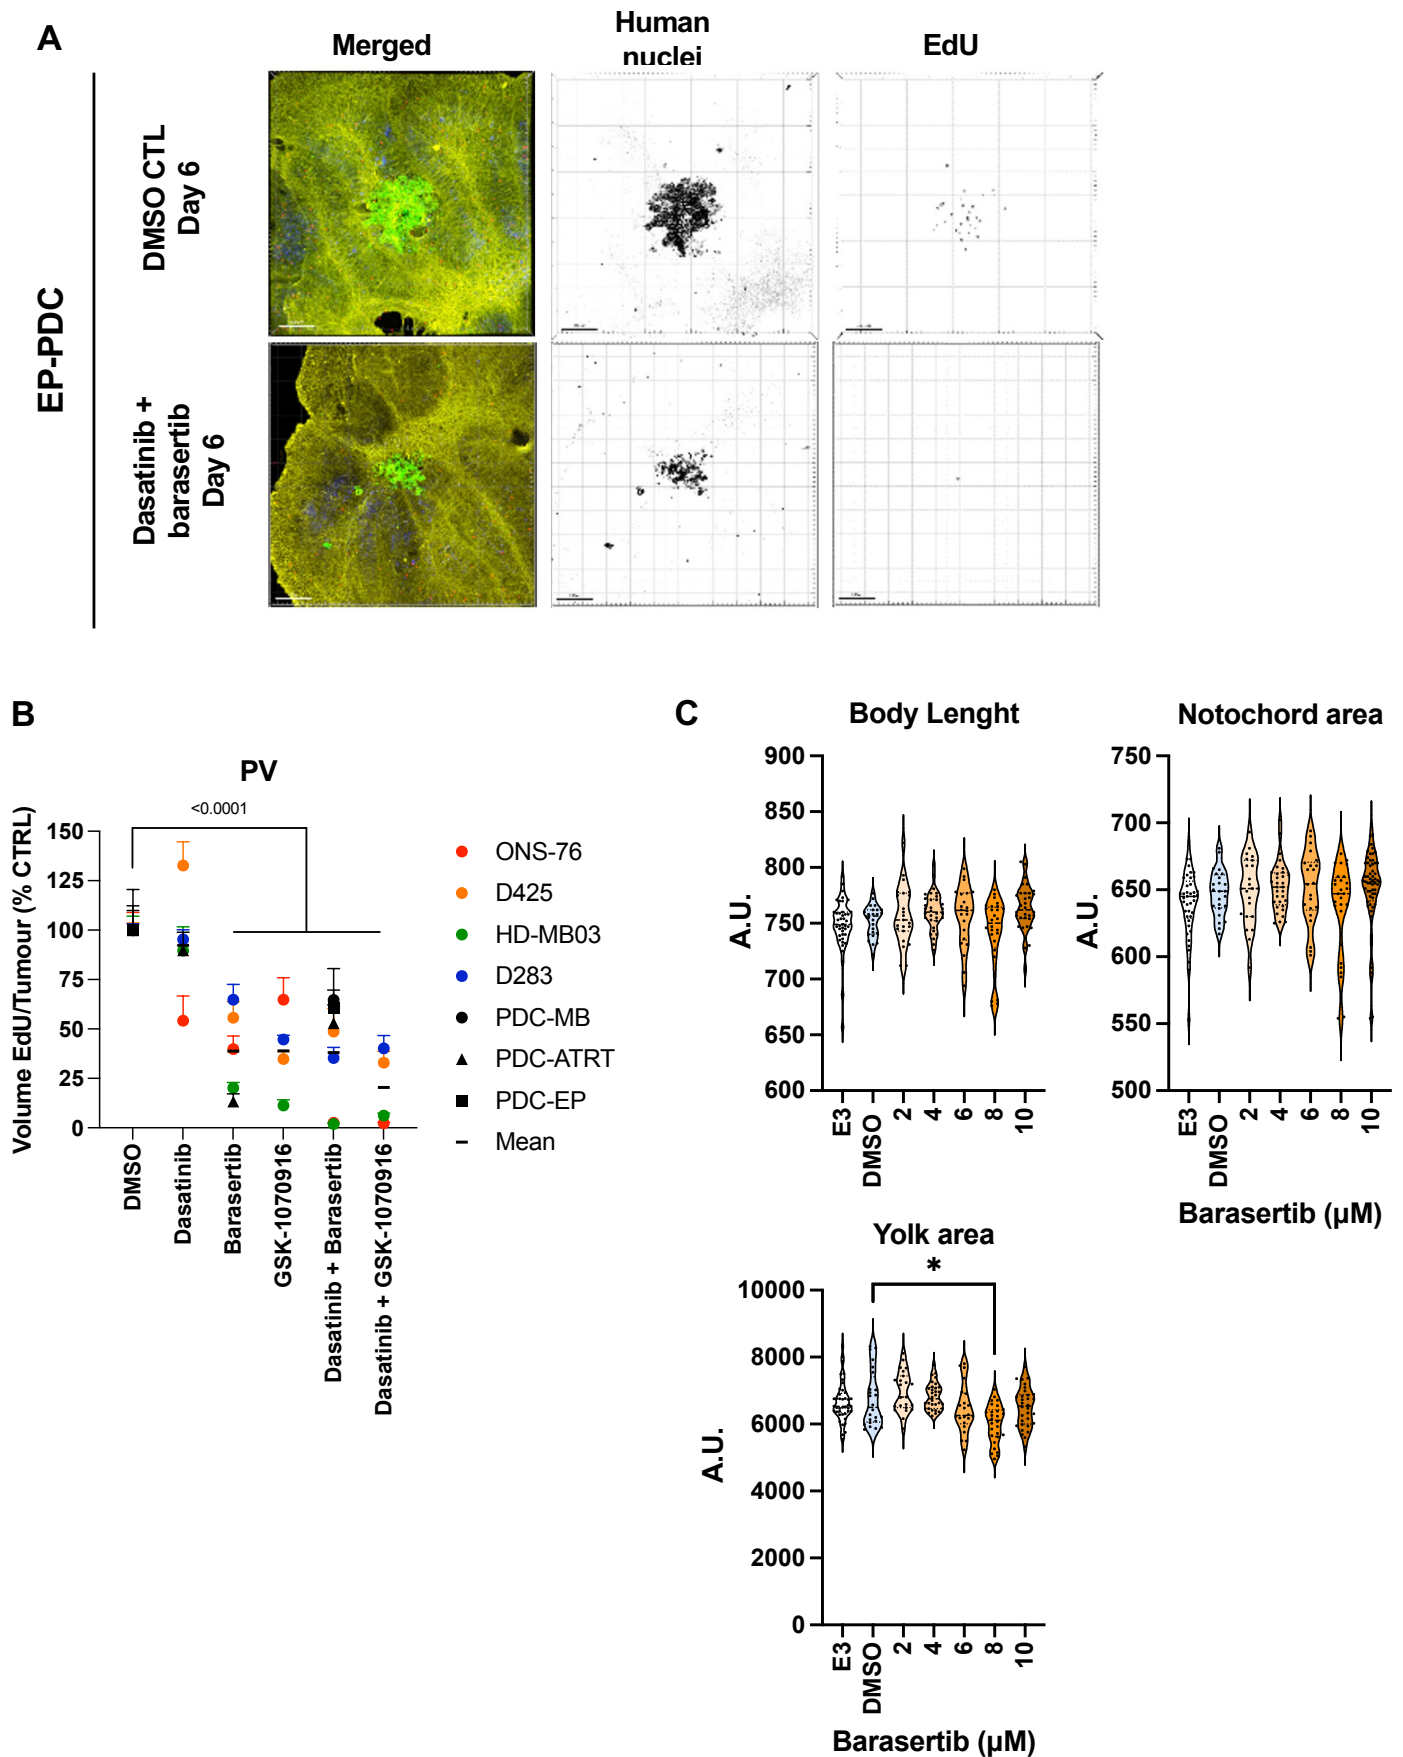 A
Merged
Human
nuclei
EdU
EP-PDC
DMSO CTL
Day 6
Dasatinib +
barasertib
Day 6
B
PV
<0.0001
Volume EdU/Tumour (% CTRL)
150
125
100
75
50
25
0
DMSO
Dasatinib
Barasertib
GSK-1070916
Dasatinib + Barasertib
Dasatinib + GSK-1070916
ONS-76
D425
HD-MB03
D283
PDC-MB
PDC-ATRT
PDC-EP
Mean
C
Body Lenght
A.U.
900
850
800
750
700
650
600
E3
DMSO
2
4
6
8
10
Notochord area
A.U.
750
700
650
600
550
500
E3
DMSO
2
4
6
8
10
Barasertib (µM)
Yolk area
*
A.U.
10000
8000
6000
4000
2000
0
E3
DMSO
2
4
6
8
10
Barasertib (µM)